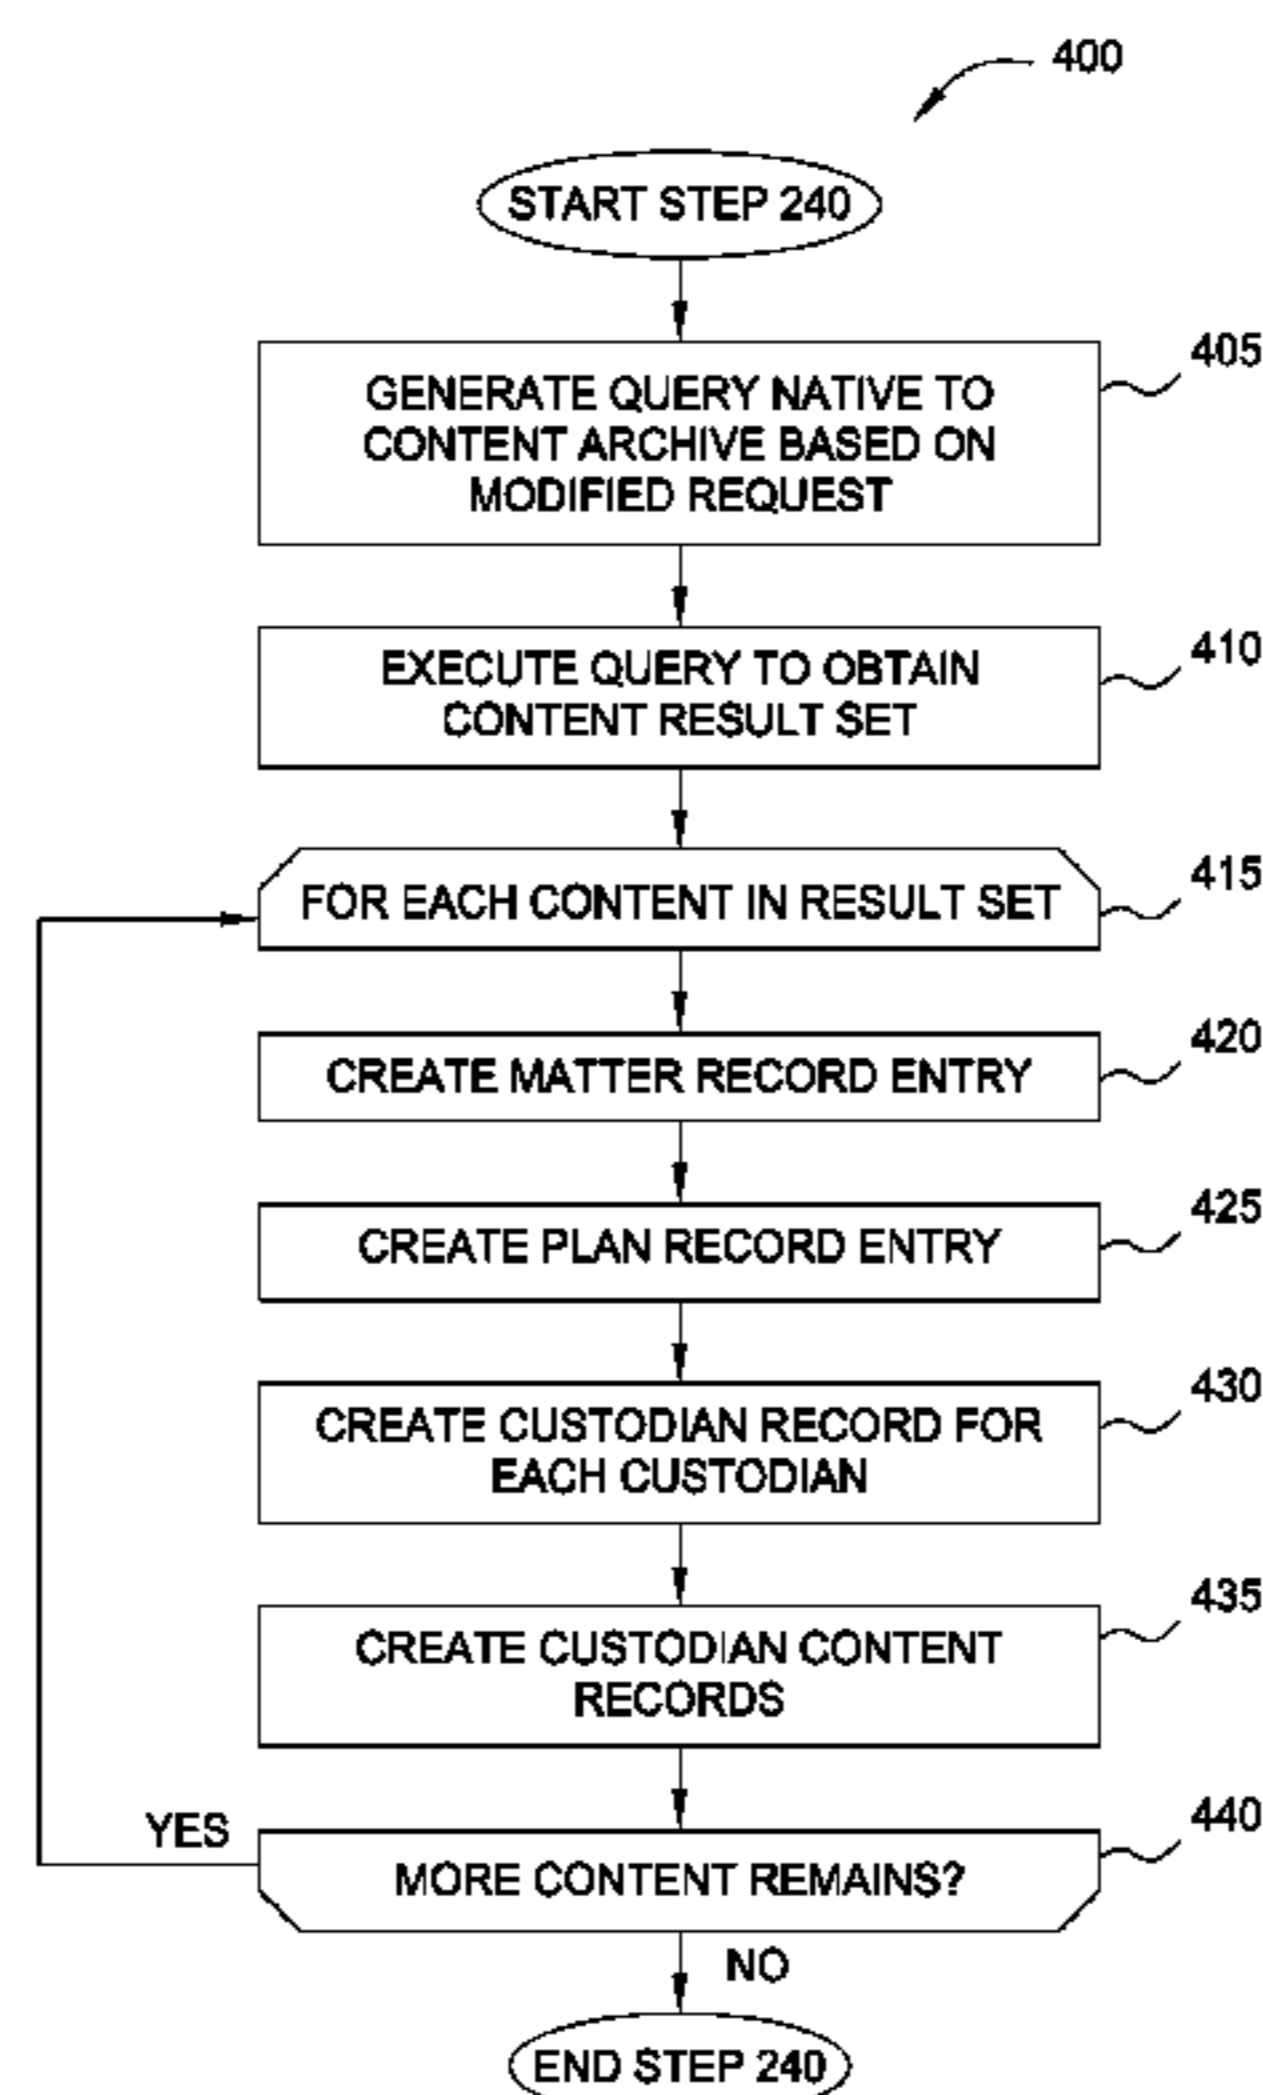 400
START STEP 240
405
GENERATE QUERY NATIVE TO
CONTENT ARCHIVE BASED ON
MODIFIED REQUEST
410
EXECUTE QUERY TO OBTAIN
CONTENT RESULT SET
415
FOR EACH CONTENT IN RESULT SET
420
CREATE MATTER RECORD ENTRY
425
CREATE PLAN RECORD ENTRY
430
CREATE CUSTODIAN RECORD FOR
EACH CUSTODIAN
435
CREATE CUSTODIAN CONTENT
RECORDS
440
YES
MORE CONTENT REMAINS?
NO
END STEP 240